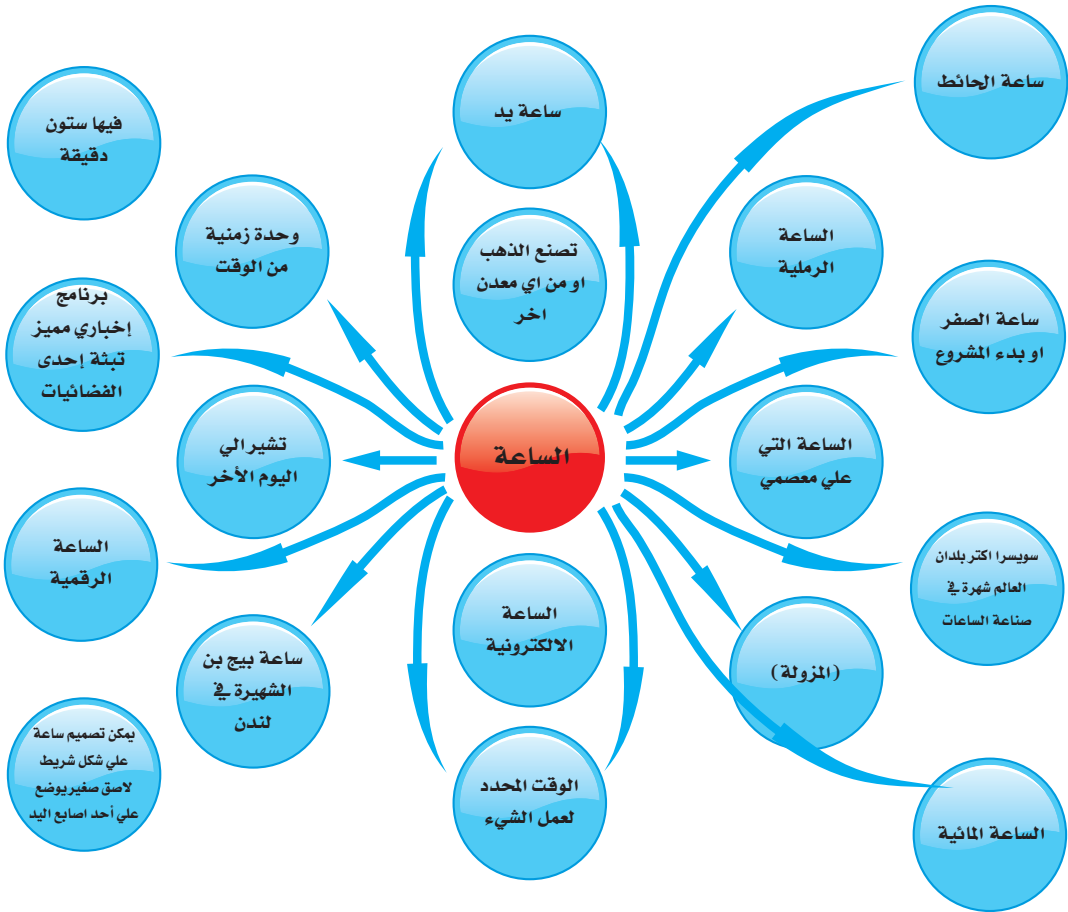 ساعة الحائط
ساعة يد
فيها ستون
دقيقة
الساعة
الرملية
تصنع الذهب
او من اي معدن
اخر
وحدة زمنية
من الوقت
ساعة الصفر
او بدء المشروع
برنامج
إخباري مميز
تبثة إحدى
الفضائيات
الساعة التي
علي معصمي
الساعة
تشير الي
اليوم الأخر
سويسرا اكتر بلدان
العالم شهرة في
صناعة الساعات
الساعة
الالكترونية
الساعة
الرقمية
(المزولة)
ساعة بيج بن
الشهيرة في
لندن
الساعة المائية
الوقت المحدد
لعمل الشيء
يمكن تصميم ساعة
علي شكل شريط
لاصق صغير يوضع
علي أحد اصابع اليد